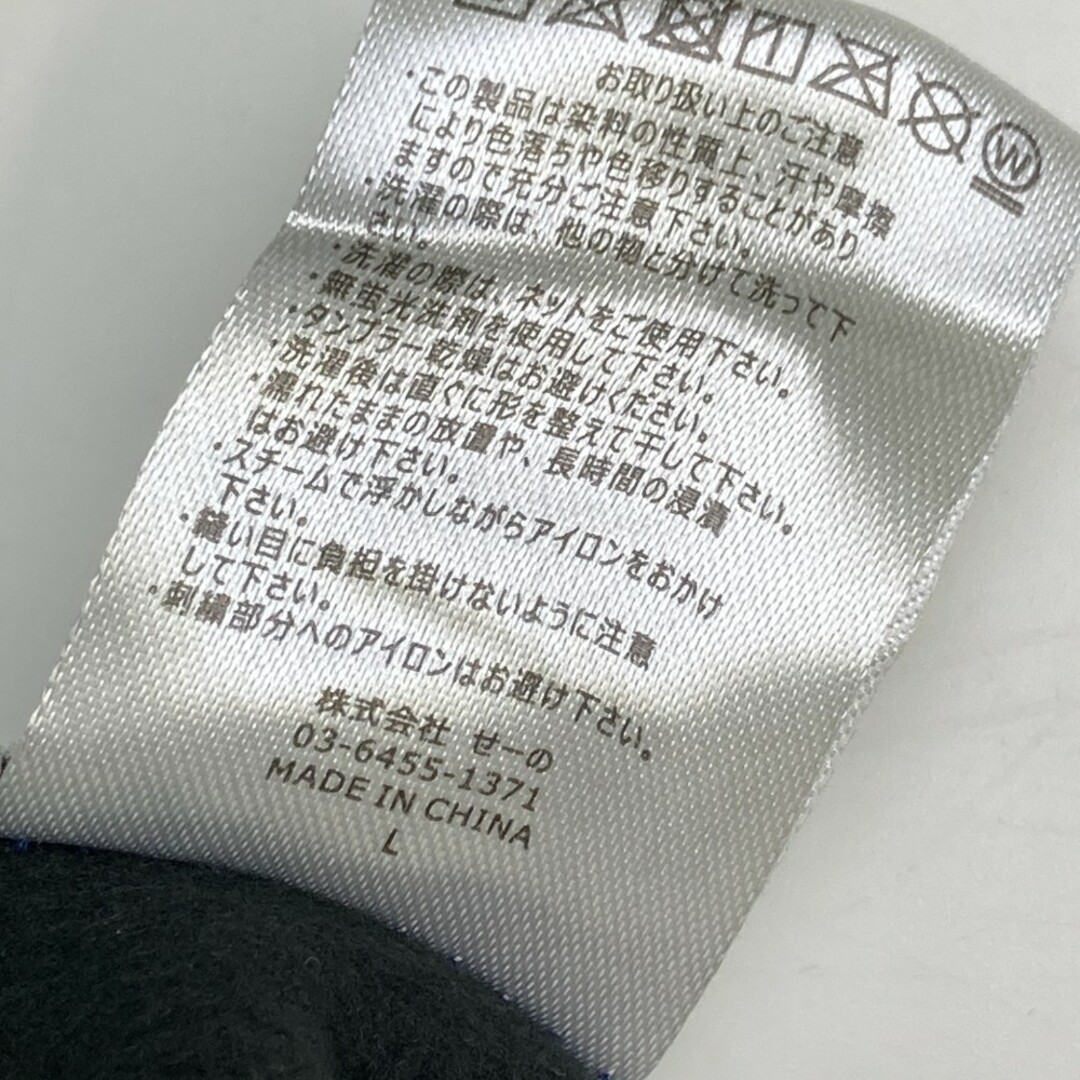 お取り扱い上のご注意
・この製品は染料の性質上、汗や摩擦
により色落ちや色移りすることがあり
ますので充分ご注意下さい。
・洗濯の際は、他の物と分けて洗って下
さい。
・洗濯の際は、ネットをご使用下さい。
・無蛍光洗剤を使用して下さい。
・タンブラー乾燥はお避けください。
・洗濯後は直ぐに形を整えて干して下さい。
・濡れたままの放置や、長時間の浸漬
はお避け下さい。
・スチームで浮かしながらアイロンをおかけ
下さい。
・縫い目に負担を掛けないように注意
して下さい。
・刺繍部分へのアイロンはお避け下さい。
株式会社 せーの
03-6455-1371
MADE IN CHINA
L
W